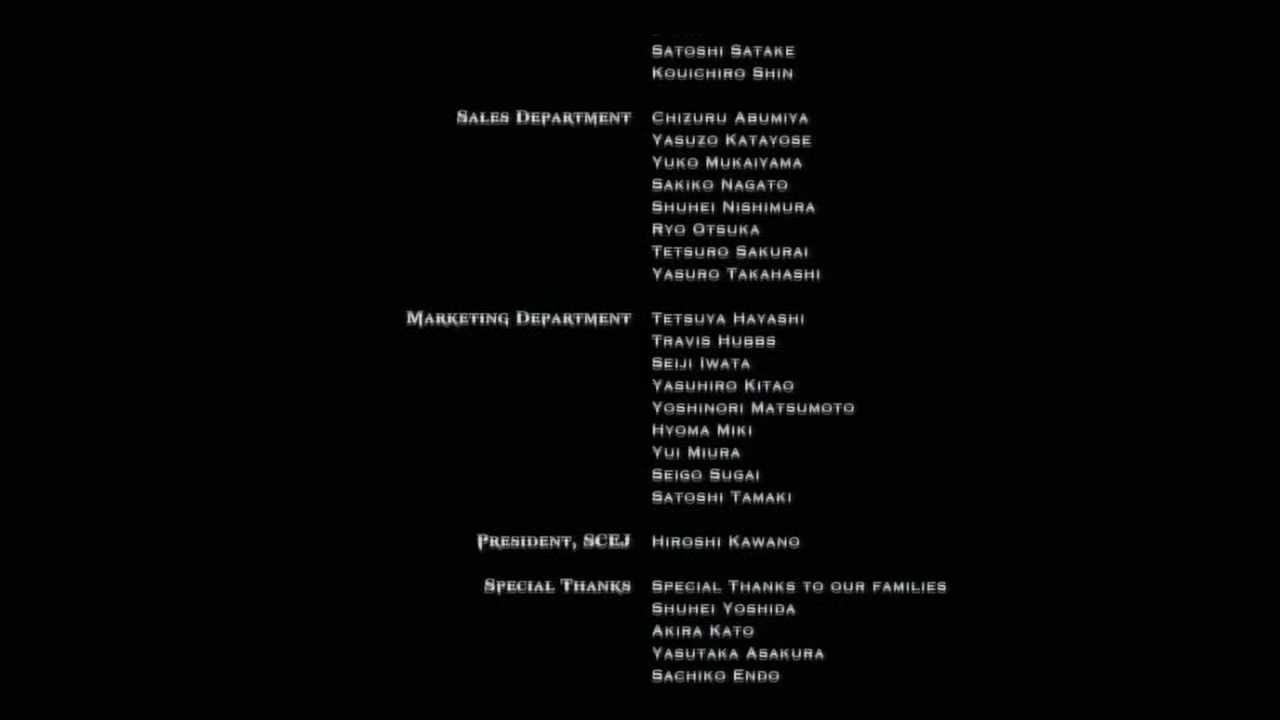 Satoshi Satake
Kouichiro Shin
Sales Department Chizuru Abumiya
Yasuzo Katayose
Yuko Mukaiyama
Sakiko Nagato
Shuhei Nishimura
Ryo Otsuka
Tetsuro Sakurai
Yasuro Takahashi
Marketing Department Tetsuya Hayashi
Travis Hubbs
Seiji Iwata
Yasuhiro Kitao
Yoshinori Matsumoto
Hyoma Miki
Yui Miura
Seigo Sugai
Satoshi Tamaki
President, SCEJ Hiroshi Kawano
Special Thanks Special Thanks to our families
Shuhei Yoshida
Akira Kato
Yasutaka Asakura
Sachiko Endo